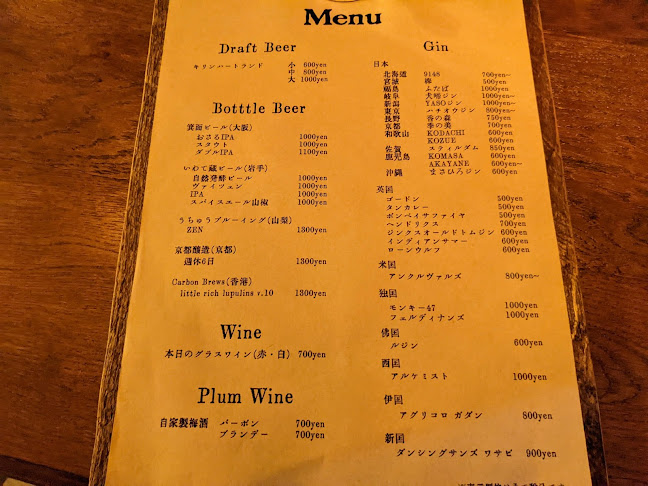 Menu
Draft Beer
キリンハートランド 小 600yen
中 800yen
大 1000yen
Botttle Beer
箕面ビール(大阪)
おさるIPA 1000yen
スタウト 1000yen
ダブルIPA 1100yen
いわて蔵ビール(岩手)
自然発酵ビール 1000yen
ヴァイツェン 1000yen
IPA 1000yen
スパイスエール山椒 1000yen
うちゅうブルーイング(山梨)
ZEN 1300yen
京都醸造(京都)
週休6日 1300yen
Carbon Brews(香港)
little rich lupulins v.10 1300yen
Wine
本日のグラスワイン(赤・白) 700yen
Plum Wine
自家製梅酒 バーボン 700yen
ブランデー 700yen
Gin
日本
北海道 9148 700yen~
宮城 500yen~
福島 ふたば 1000yen~
岐阜 犬啼ジン 1000yen~
新潟 YASOジン 1000yen~
東京 ハチオウジン 800yen~
長野 香の森 750yen
京都 季の美 700yen
和歌山 KODACHI 600yen
KOZUE 600yen
佐賀 スティルダム 850yen
鹿児島 KOMASA 600yen
AKAYANE 600yen~
沖縄 まさひろジン 600yen
英国
ゴードン 500yen
タンカレー 500yen
ボンベイサファイヤ 500yen
ヘンドリクス 700yen
ジンクスオールドトムジン 600yen
インディアンサマー 600yen
ローンウルフ 600yen
米国
アンクルヴァルズ 800yen~
独国
モンキー47 1000yen
フェルディナンズ 1000yen
佛国
ルジン 600yen
西国
アルケミスト 1000yen
伊国
アグリコロ ガダン 800yen
新国
ダンシングサンズ ワサビ 900yen